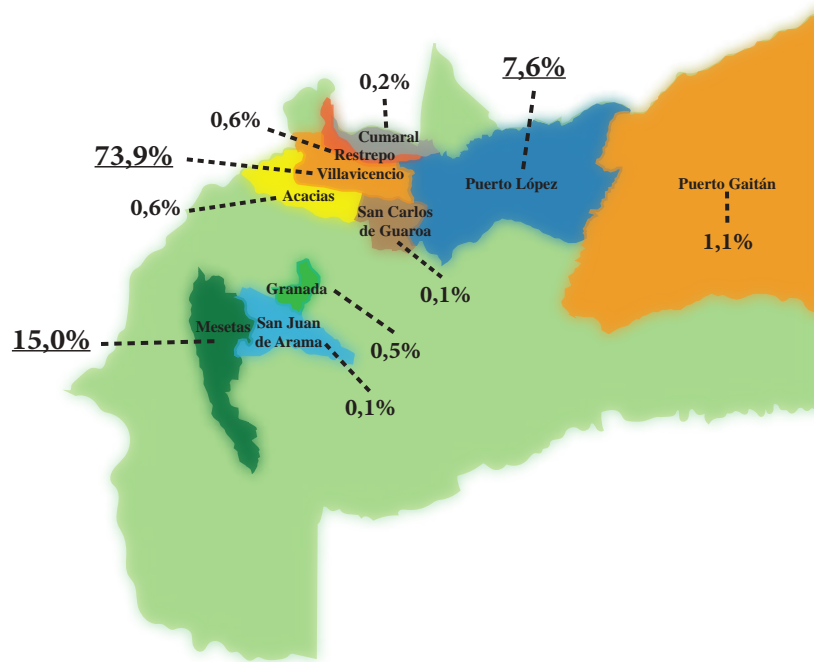 7,6%
0,2%
0,6%
Cumaral
73,9%
Restrepo
Villavicencio
Puerto López
Puerto Gaitán
Acacias
0,6%
San Carlos
de Guaroa
1,1%
0,1%
Granada
15,0%
Mesetas
San Juan
de Arama
0,5%
0,1%